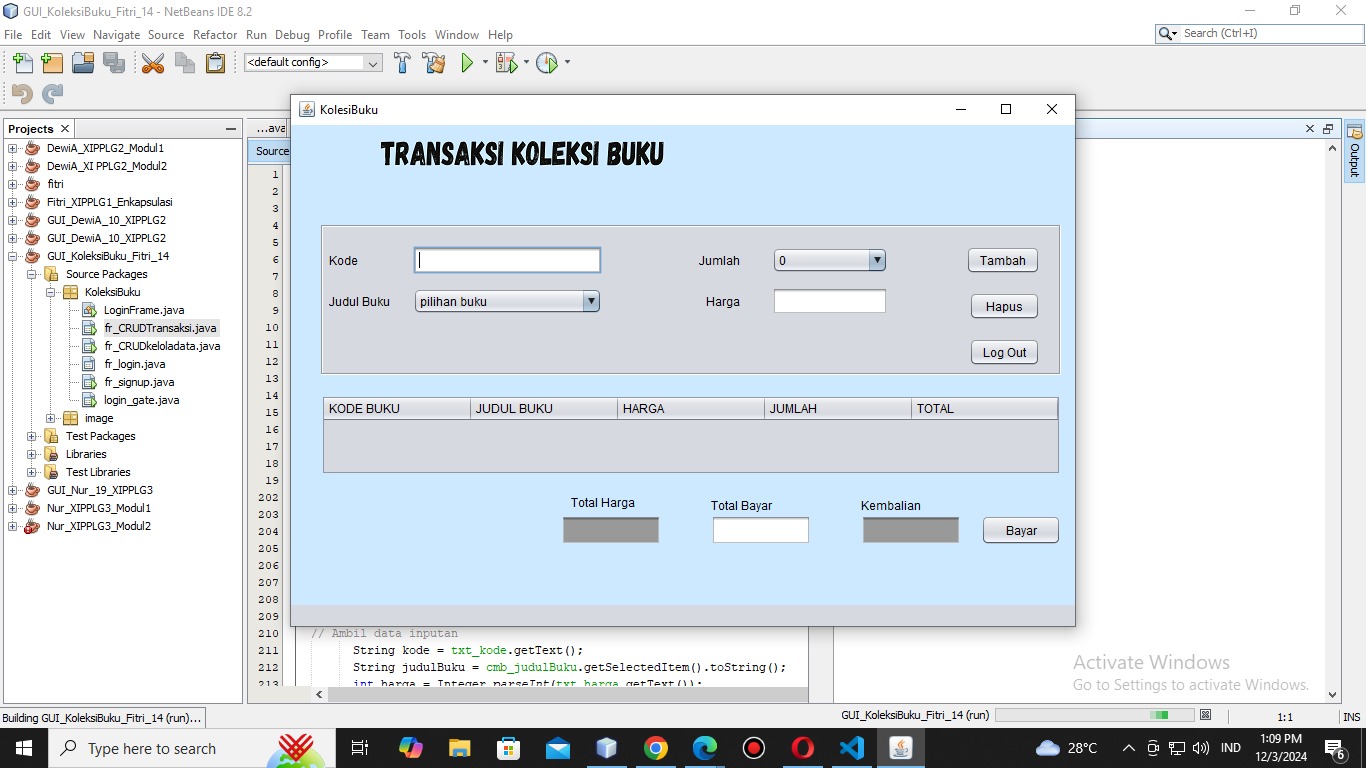 GUI_KoleksiBuku_Fitri_14 - NetBeans IDE 8.2
File Edit View Navigate Source Refactor Run Debug Profile Team Tools Window Help
Search (Ctrl+I)
<default config>
Projects
...ava
Source
Output
DewiA_XIPPLG2_Modul1
DewiA_XI PPLG2_Modul2
fitri
Fitri_XIPPLG1_Enkapsulasi
GUI_DewiA_10_XIPPLG2
GUI_DewiA_10_XIPPLG2
GUI_KoleksiBuku_Fitri_14
Source Packages
KoleksiBuku
LoginFrame.java
fr_CRUDTransaksi.java
fr_CRUDkeloladata.java
fr_login.java
fr_signup.java
login_gate.java
image
Test Packages
Libraries
Test Libraries
GUI_Nur_19_XIPPLG3
Nur_XIPPLG3_Modul1
Nur_XIPPLG3_Modul2
1
2
3
4
5
6
7
8
9
10
11
12
13
14
15
16
17
18
19
202
203
204
205
206
207
208
209
KolesiBuku
TRANSAKSI KOLEKSI BUKU
Kode
Jumlah
0
Tambah
Judul Buku
pilihan buku
Harga
Hapus
Log Out
KODE BUKU JUDUL BUKU HARGA JUMLAH TOTAL
Total Harga
Total Bayar
Kembalian
Bayar
210 // Ambil data inputan
211 String kode = txt_kode.getText();
212 String judulBuku = cmb_judulBuku.getSelectedItem().toString();
213 int harga = Integer.parseInt(txt_harga.getText());
Activate Windows
Go to Settings to activate Windows.
Building GUI_KoleksiBuku_Fitri_14 (run)...
GUI_KoleksiBuku_Fitri_14 (run)
1:1
INS
Type here to search
28°C
IND
1:09 PM
12/3/2024
6